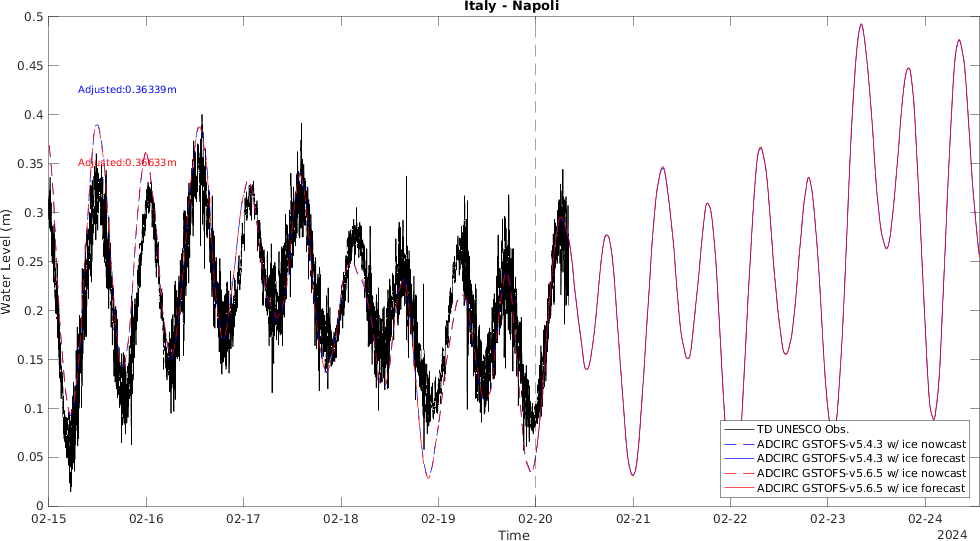 Italy - Napoli
0.5
0.45
0.4
0.35
0.3
0.25
0.2
0.15
0.1
0.05
0
Water Level (m)
Adjusted:0.36339m
Adjusted:0.36633m
TD UNESCO Obs.
ADCIRC GSTOFS-v5.4.3 w/ ice nowcast
ADCIRC GSTOFS-v5.4.3 w/ ice forecast
ADCIRC GSTOFS-v5.6.5 w/ ice nowcast
ADCIRC GSTOFS-v5.6.5 w/ ice forecast
02-15 02-16 02-17 02-18 02-19 02-20 02-21 02-22 02-23 02-24
Time
2024